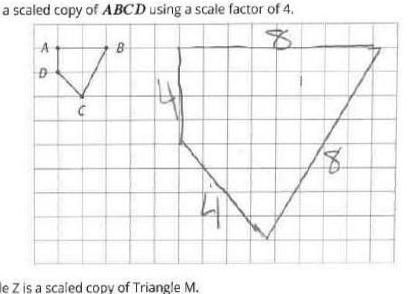 a scaled copy of ABCD using a scale factor of 4.
A B
8
D
4
C
8
4
le Z is a scaled copy of Triangle M.